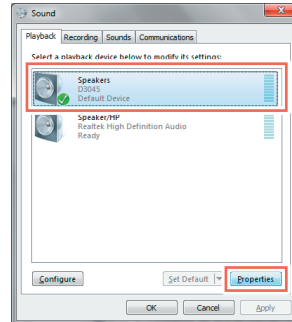 Sound
Playback Recording Sounds Communications
Select a playback device below to modify its settings:
Speakers
D3045
Default Device
Speaker/HP
Realtek High Definition Audio
Ready
Configure Set Default Properties
OK Cancel Apply